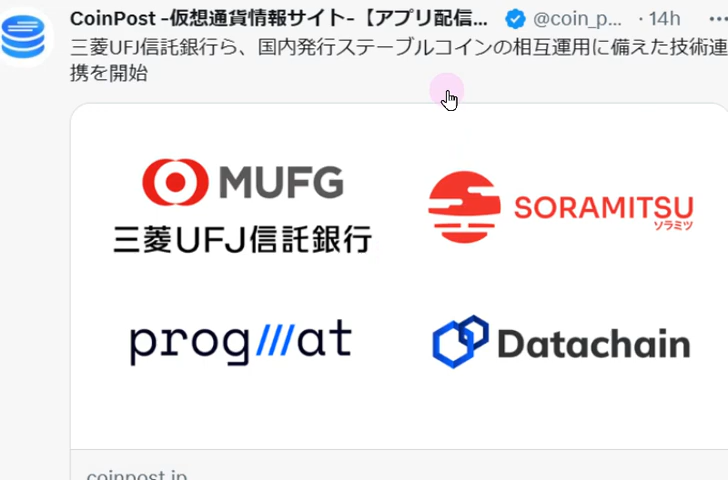 CoinPost -仮想通貨情報サイト-【アプリ配信... @coin_p... · 14h ...
三菱UFJ信託銀行ら、国内発行ステーブルコインの相互運用に備えた技術連
携を開始
MUFG
三菱UFJ信託銀行
SORAMITSU
ソラミツ
progmat
Datachain
coinpost.jp